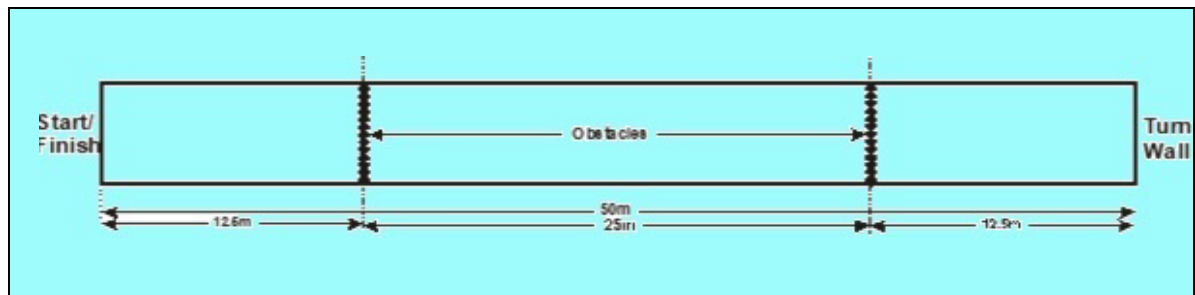 Start/
Finish
Obstacles
Turn
Wall
50m
12.5m
25m
12.5m